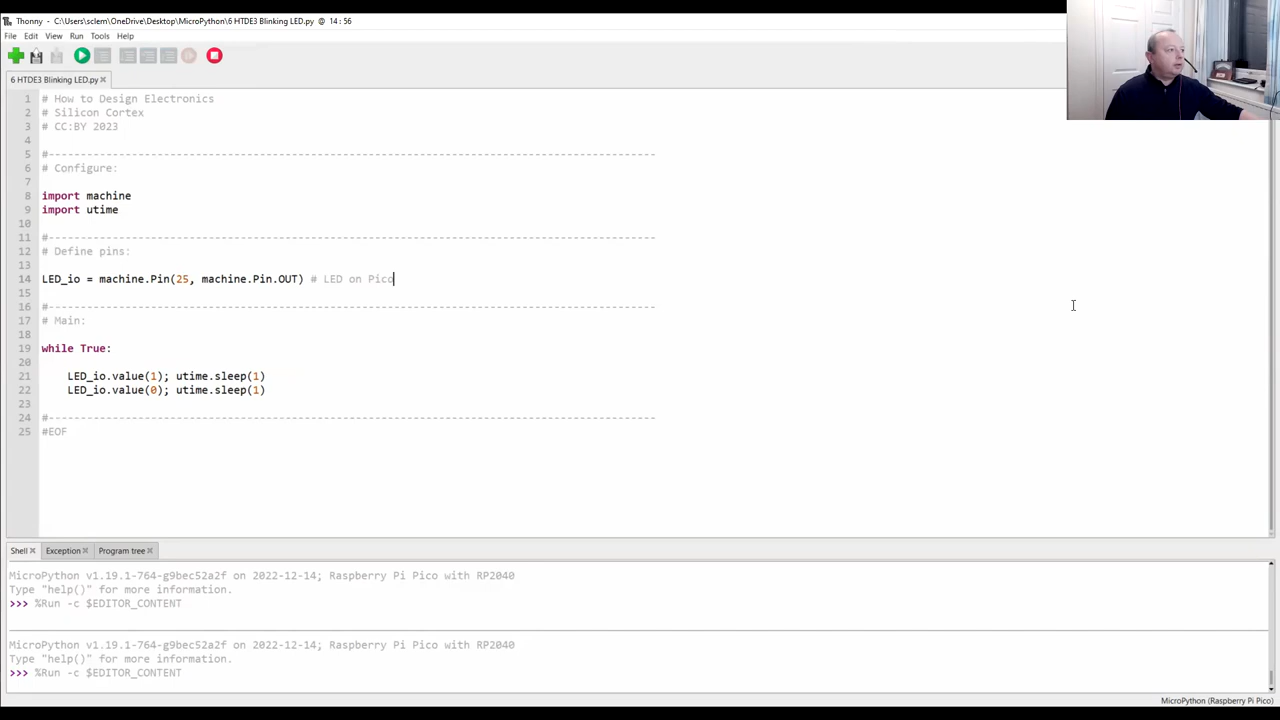 Thonny - C:\Users\sclem\OneDrive\Desktop\MicroPython\6 HTDE3 Blinking LED.py @ 14 : 56
File Edit View Run Tools Help
6 HTDE3 Blinking LED.py
1 # How to Design Electronics
2 # Silicon Cortex
3 # CC:BY 2023
4
5 #-----------------------------------------------------------------------------------------------
6 # Configure:
7
8 import machine
9 import utime
10
11 #-----------------------------------------------------------------------------------------------
12 # Define pins:
13
14 LED_io = machine.Pin(25, machine.Pin.OUT) # LED on Pico
15
16 #-----------------------------------------------------------------------------------------------
17 # Main:
18
19 while True:
20
21     LED_io.value(1); utime.sleep(1)
22     LED_io.value(0); utime.sleep(1)
23
24 #-----------------------------------------------------------------------------------------------
25 #EOF
Shell Exception Program tree
MicroPython v1.19.1-764-g9bec52a2f on 2022-12-14; Raspberry Pi Pico with RP2040
Type "help()" for more information.
>>> %Run -c $EDITOR_CONTENT
MicroPython v1.19.1-764-g9bec52a2f on 2022-12-14; Raspberry Pi Pico with RP2040
Type "help()" for more information.
>>> %Run -c $EDITOR_CONTENT
MicroPython (Raspberry Pi Pico)